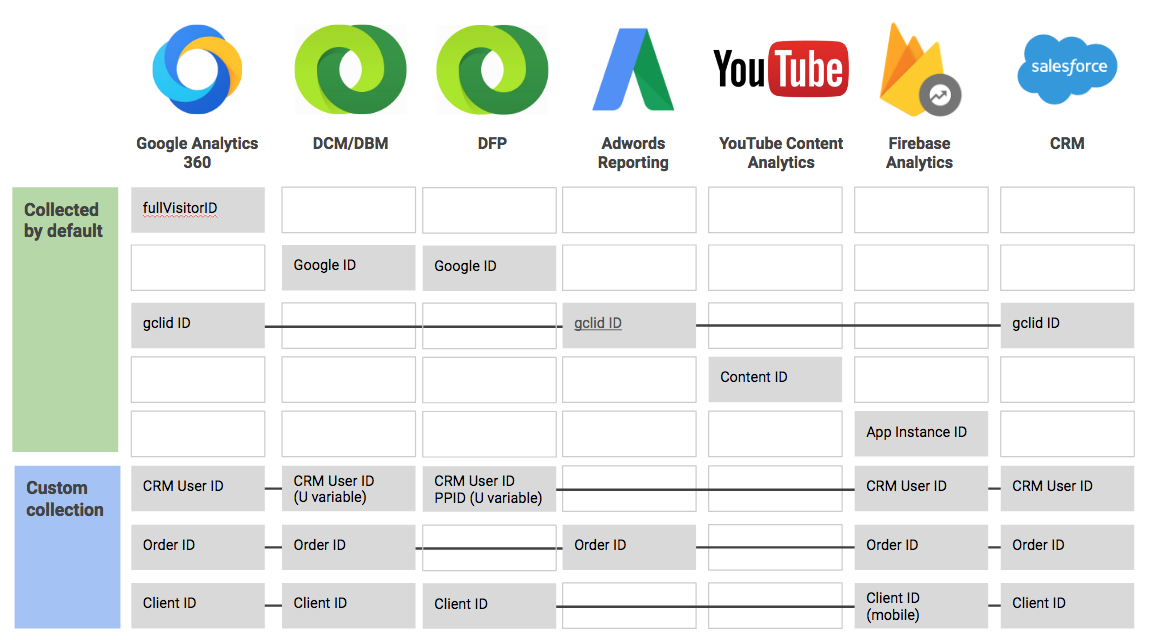 YouTube
salesforce
Google Analytics
360
DCM/DBM
DFP
Adwords
Reporting
YouTube Content
Analytics
Firebase
Analytics
CRM
Collected
by default
fullVisitorID
Google ID
Google ID
gclid ID
gclid ID
gclid ID
Content ID
App Instance ID
Custom
collection
CRM User ID
CRM User ID
(U variable)
CRM User ID
PPID (U variable)
CRM User ID
CRM User ID
Order ID
Order ID
Order ID
Order ID
Order ID
Client ID
Client ID
Client ID
Client ID
(mobile)
Client ID